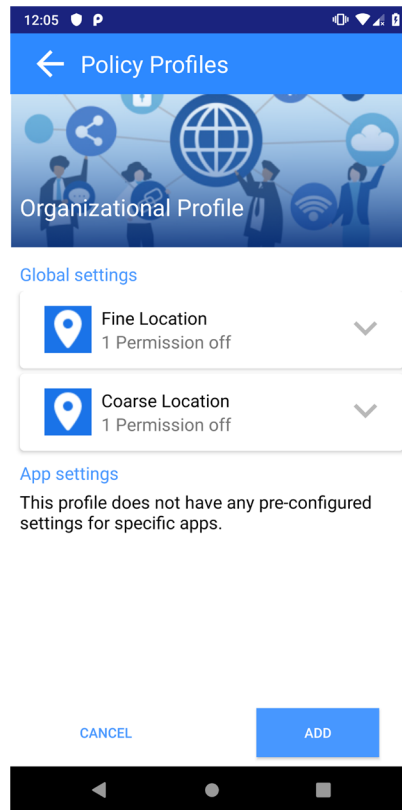 12:05
Policy Profiles
Organizational Profile
Global settings
Fine Location
1 Permission off
Coarse Location
1 Permission off
App settings
This profile does not have any pre-configured
settings for specific apps.
CANCEL
ADD